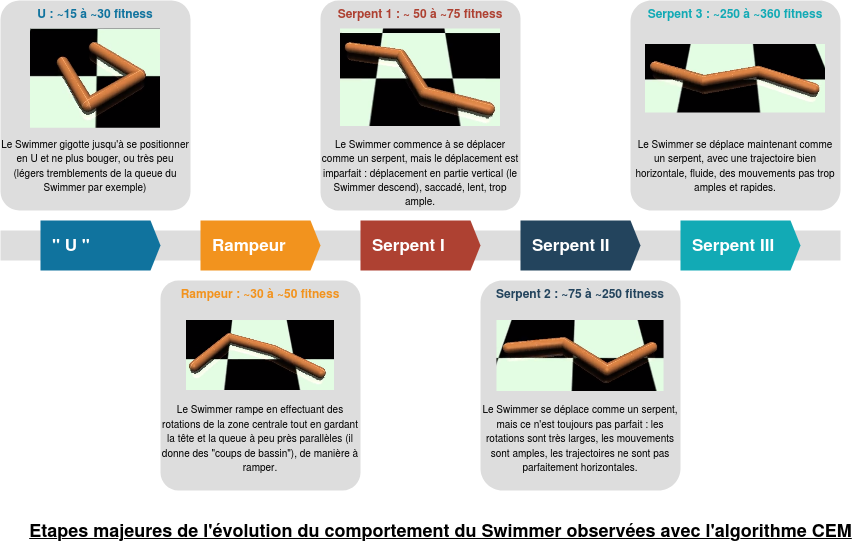 U : ~15 à ~30 fitness
Le Swimmer gigotte jusqu'à se positionner
en U et ne plus bouger, ou très peu
(légers tremblements de la queue du
Swimmer par exemple)
Serpent 1 : ~ 50 à ~75 fitness
Le Swimmer commence à se déplacer
comme un serpent, mais le déplacement est
imparfait : déplacement en partie vertical (le
Swimmer descend), saccadé, lent, trop
ample.
Serpent 3 : ~250 à ~360 fitness
Le Swimmer se déplace maintenant comme
un serpent, avec une trajectoire bien
horizontale, fluide, des mouvements pas trop
amples et rapides.
" U "
Rampeur
Serpent I
Serpent II
Serpent III
Rampeur : ~30 à ~50 fitness
Le Swimmer rampe en effectuant des
rotations de la zone centrale tout en gardant
la tête et la queue à peu près parallèles (il
donne des "coups de bassin"), de manière à
ramper.
Serpent 2 : ~75 à ~250 fitness
Le Swimmer se déplace comme un serpent,
mais ce n'est toujours pas parfait : les
rotations sont très larges, les mouvements
sont amples, les trajectoires ne sont pas
parfaitement horizontales.
Etapes majeures de l'évolution du comportement du Swimmer observées avec l'algorithme CEM